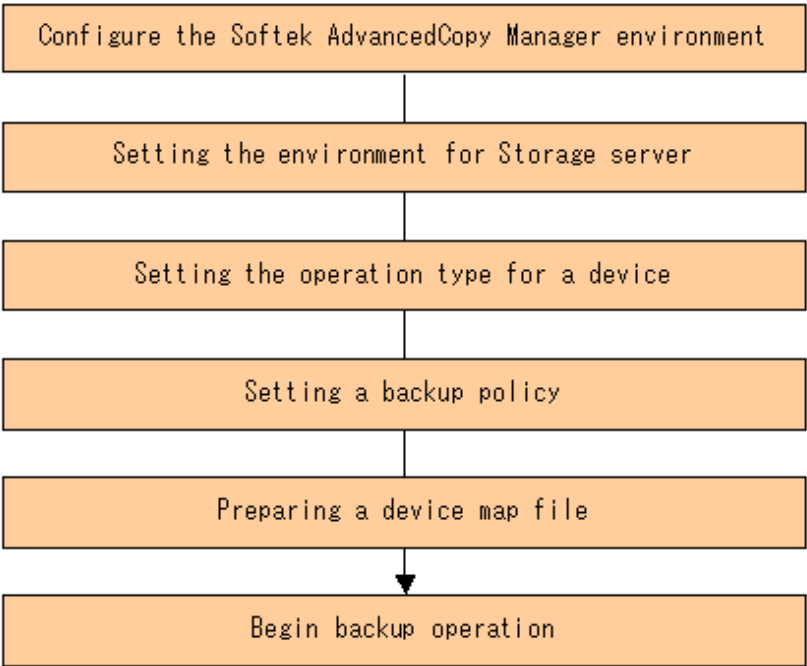 Configure the Softek AdvancedCopy Manager environment
Setting the environment for Storage server
Setting the operation type for a device
Setting a backup policy
Preparing a device map file
Begin backup operation